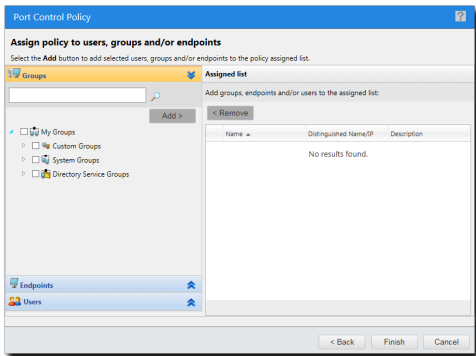 Port Control Policy
?
Assign policy to users, groups and/or endpoints
Select the Add button to add selected users, groups and/or endpoints to the policy assigned list.
Groups
Add >
My Groups
Custom Groups
System Groups
Directory Service Groups
Endpoints
Users
Assigned list
Add groups, endpoints and/or users to the assigned list:
< Remove
Name Distinguished Name/IP Description
No results found.
< Back Finish Cancel